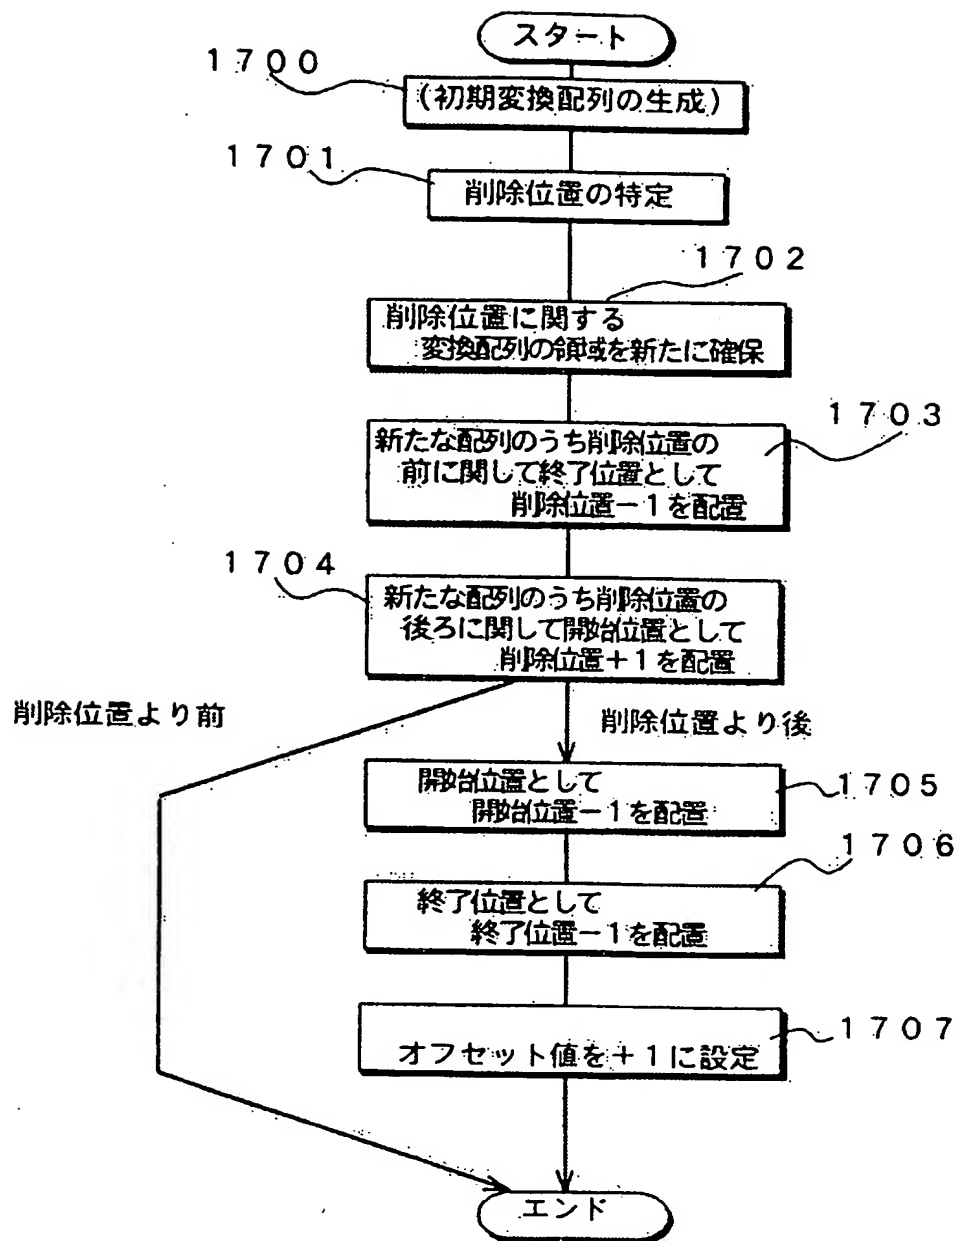 スタート
１７００
(初期変換配列の生成)
１７０１
削除位置の特定
１７０２
削除位置に関する
変換配列の領域を新たに確保
１７０３
新たな配列のうち削除位置の
前に関して終了位置として
削除位置－１を配置
１７０４
新たな配列のうち削除位置の
後ろに関して開始位置として
削除位置＋１を配置
削除位置より前
削除位置より後
開始位置として
開始位置－１を配置
１７０５
１７０６
終了位置として
終了位置－１を配置
１７０７
オフセット値を＋１に設定
エンド